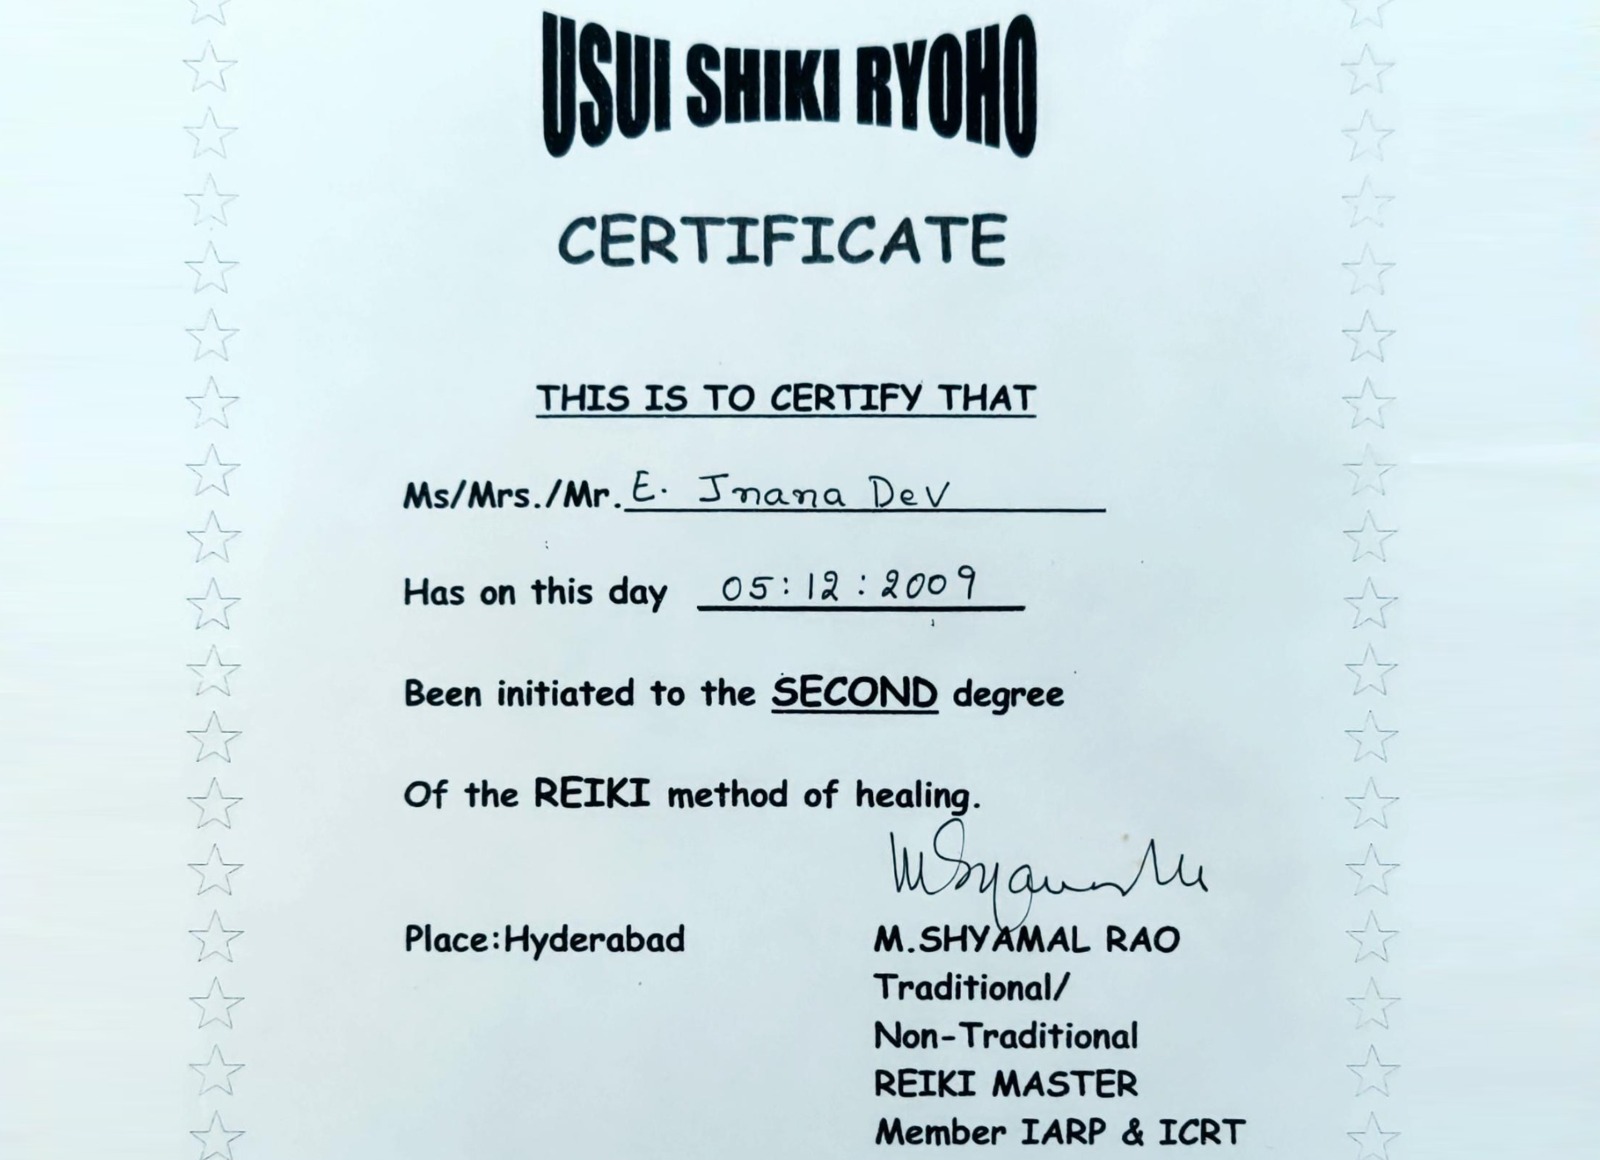 USUI SHIKI RYOHO
CERTIFICATE
THIS IS TO CERTIFY THAT
Ms/Mrs./Mr. E. Jnana Dev
Has on this day 05:12:2009
Been initiated to the SECOND degree
Of the REIKI method of healing.
Place:Hyderabad
M.SHYAMAL RAO
Traditional/
Non-Traditional
REIKI MASTER
Member IARP & ICRT